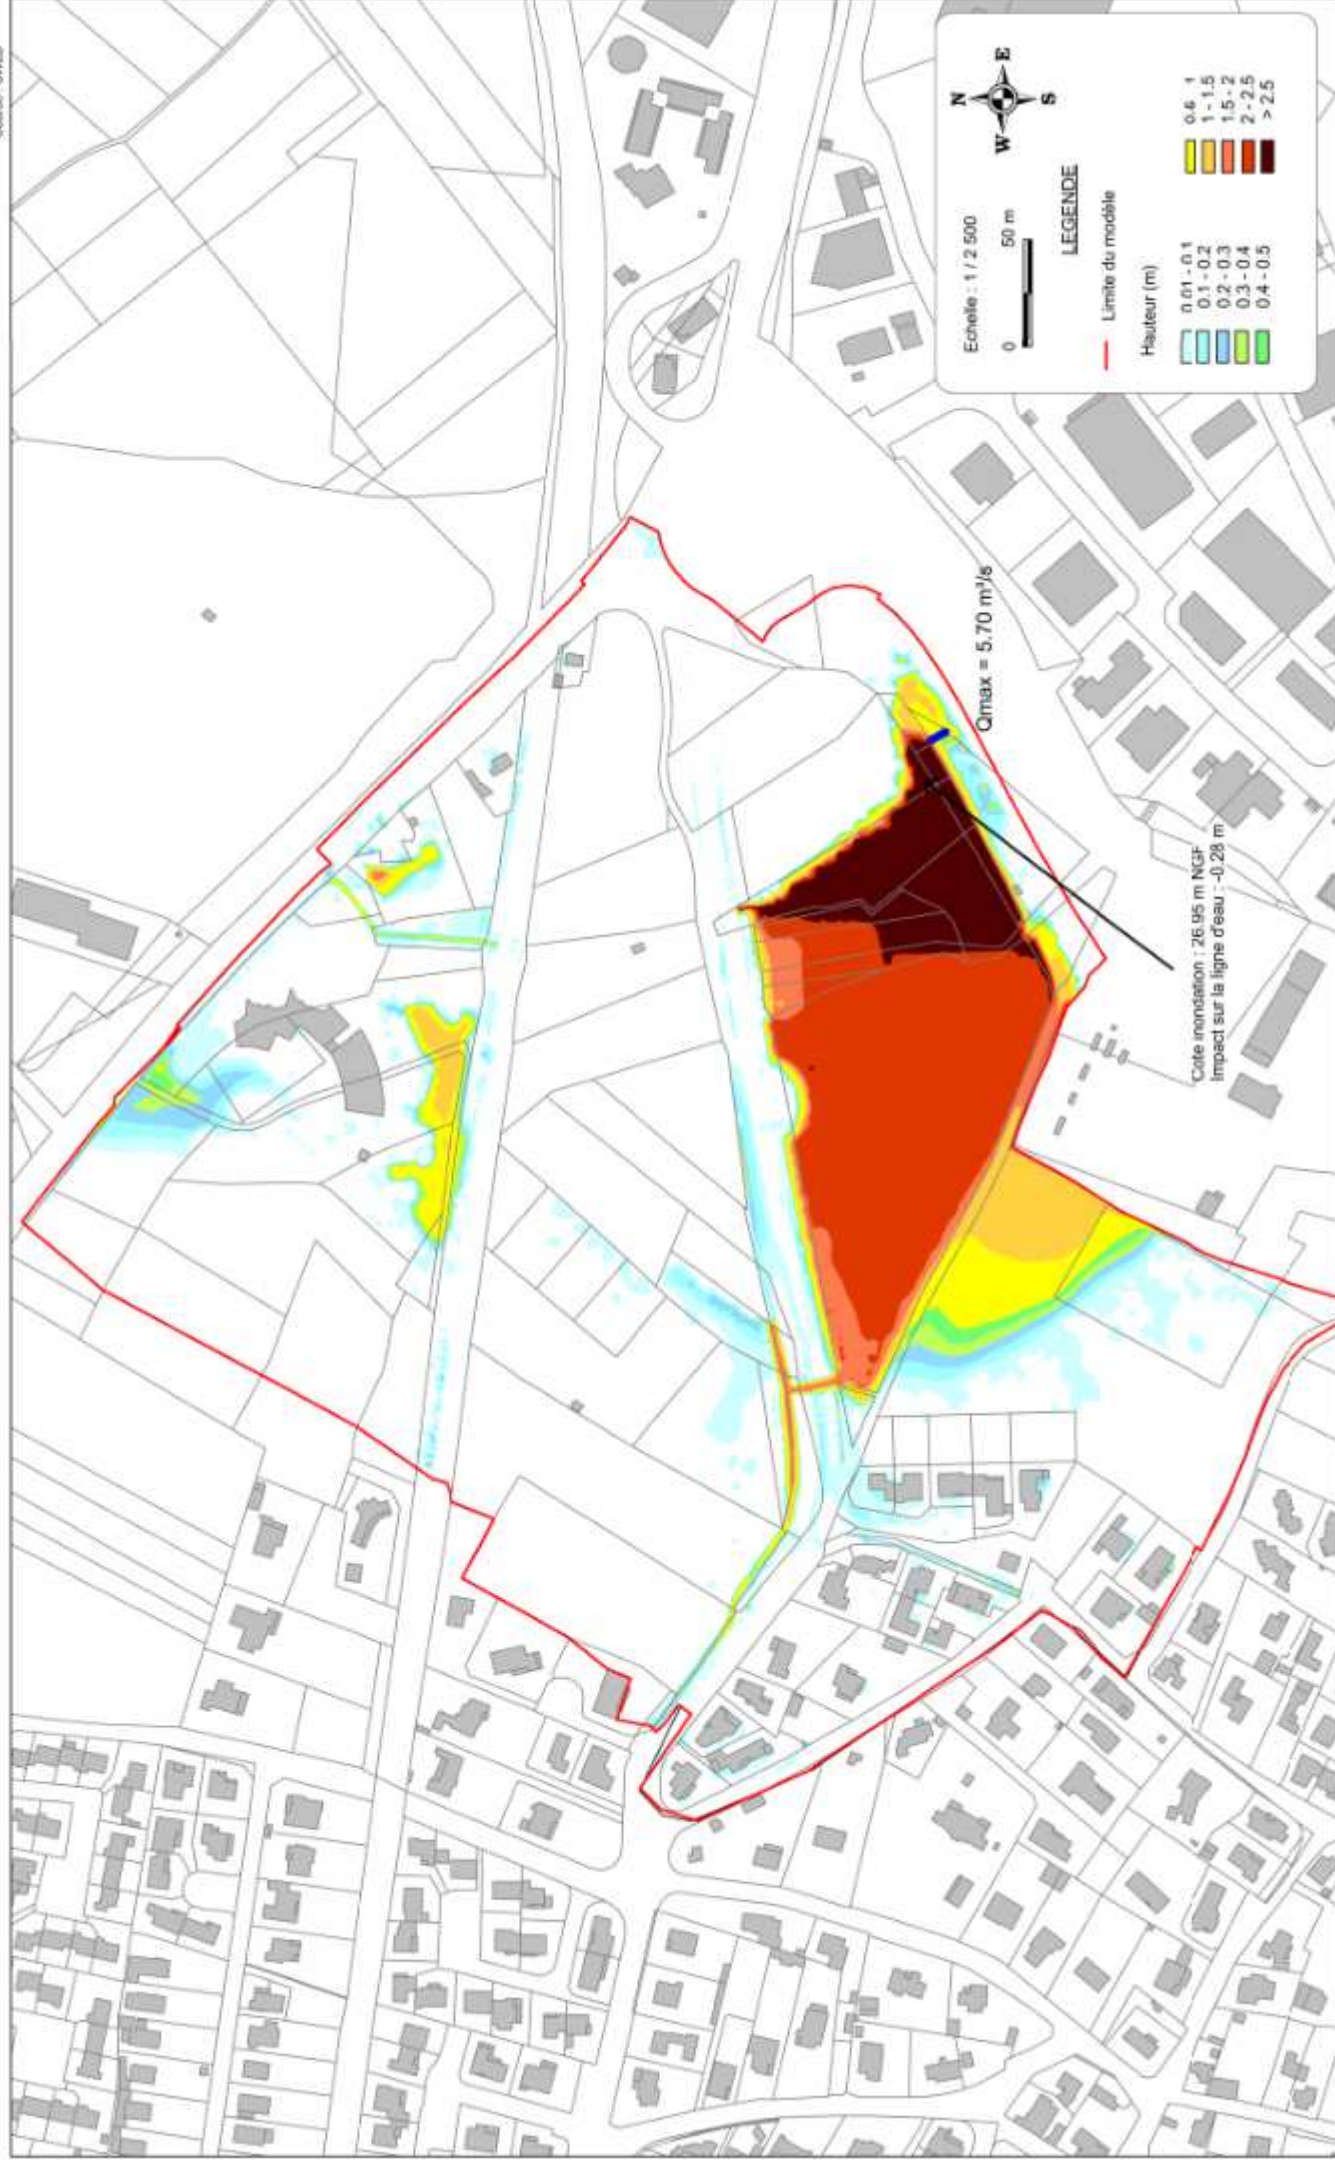 N
W E
S
Echelle : 1 / 2 500
0 50 m
LEGENDE
Limite du modèle
Hauteur (m)
0.01 - 0.1
0.1 - 0.2
0.2 - 0.3
0.3 - 0.4
0.4 - 0.5
0.6 1
1 - 1.5
1.5 - 2
2 - 2.5
> 2.5
Qmax = 5.70 m³/s
Cote inondation : 26.95 m NGF
Impact sur la ligne d'eau : -0.28 m